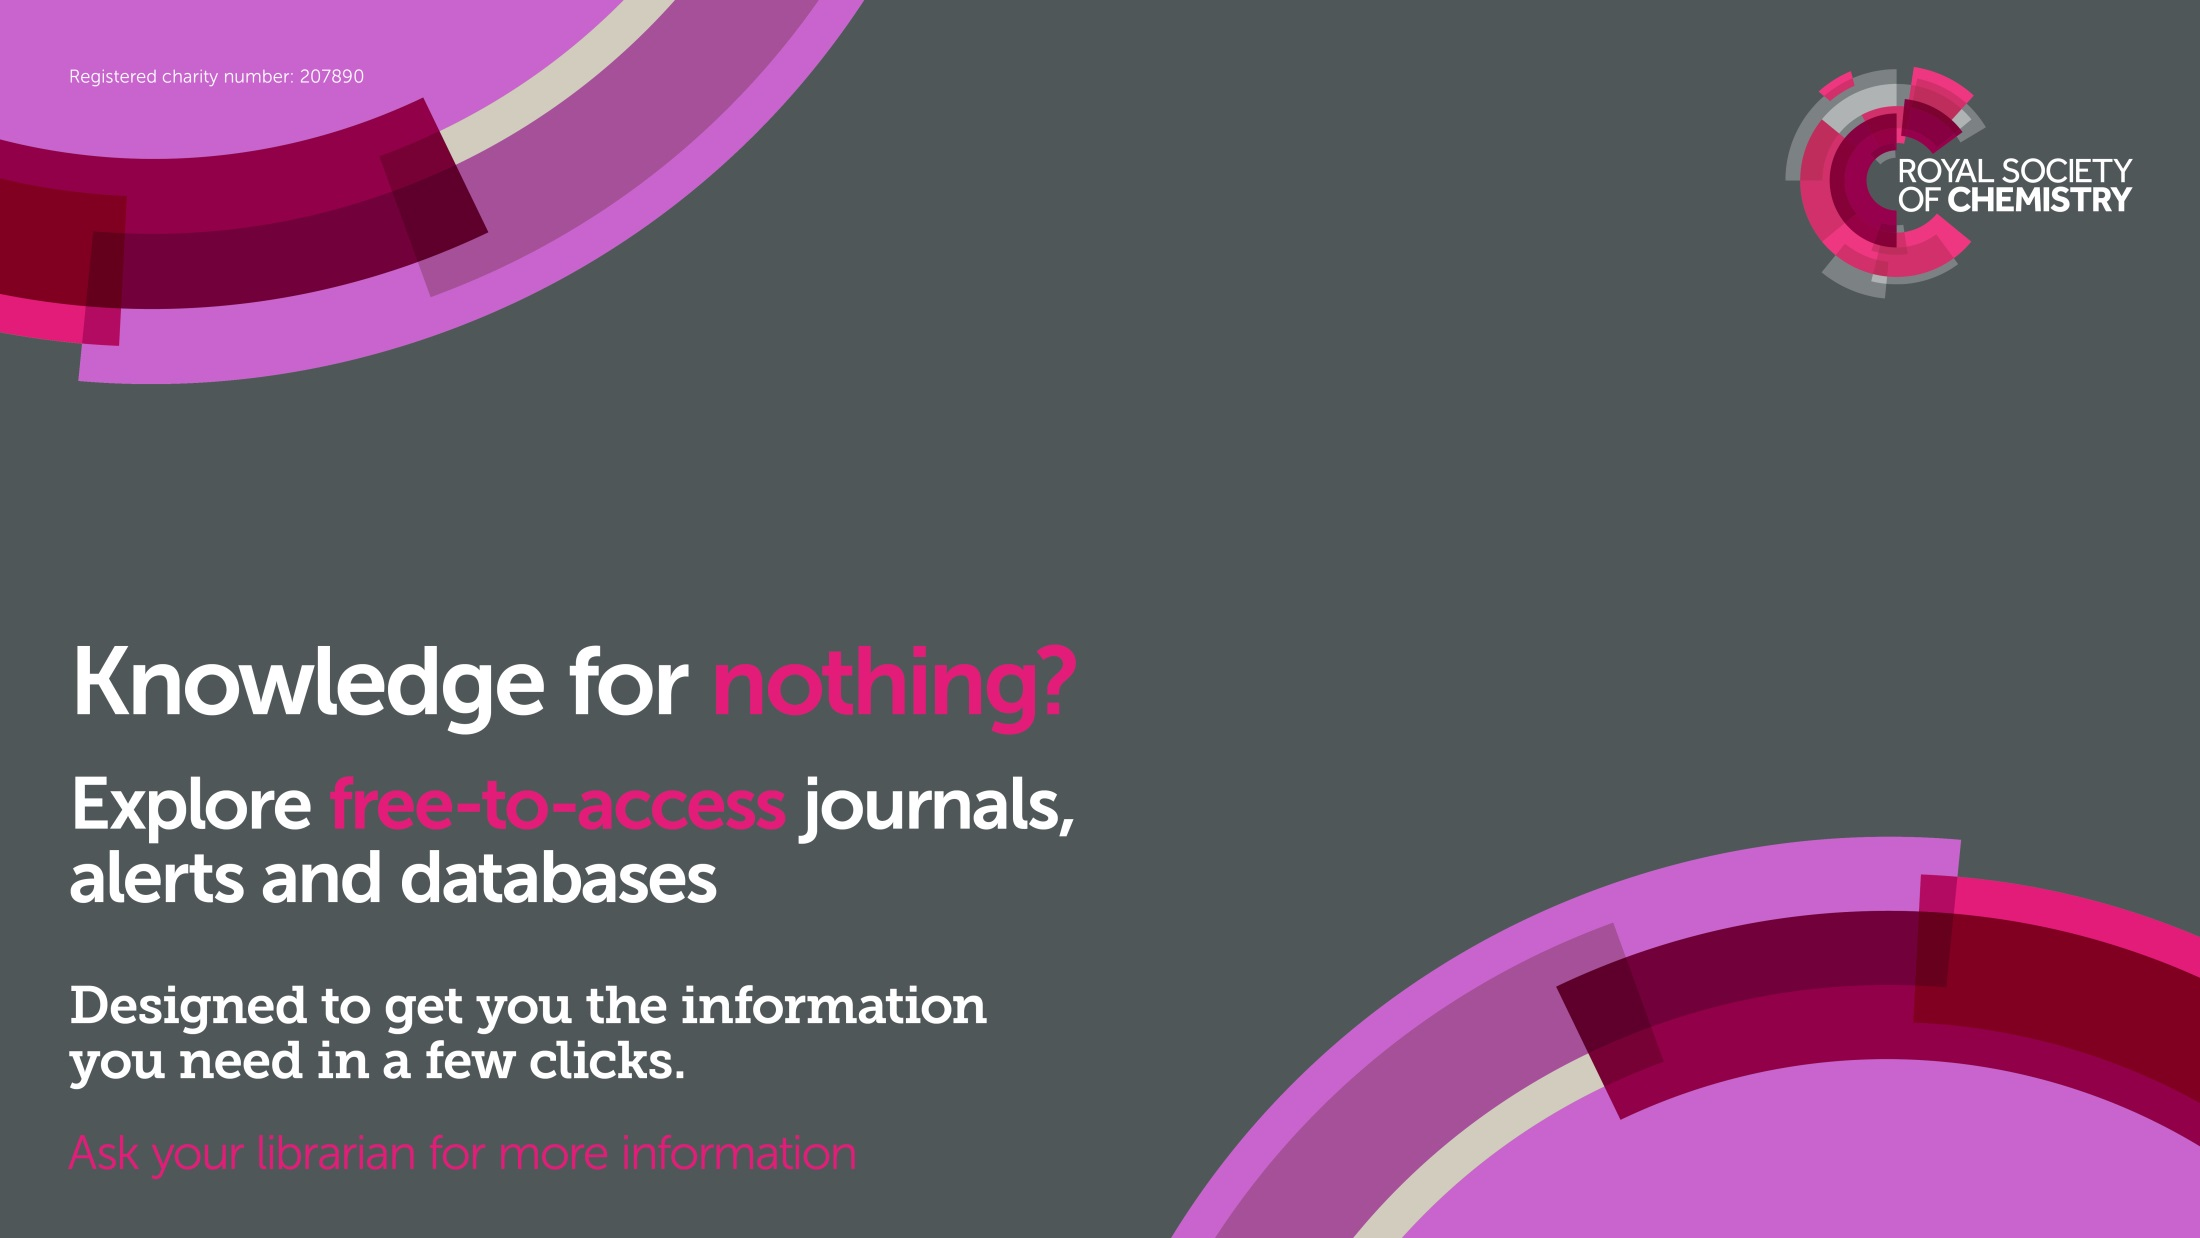 Registered charity number: 207890
ROYAL SOCIETY
OF CHEMISTRY
Knowledge for nothing?
Explore free-to-access journals,
alerts and databases
Designed to get you the information
you need in a few clicks.
Ask your librarian for more information